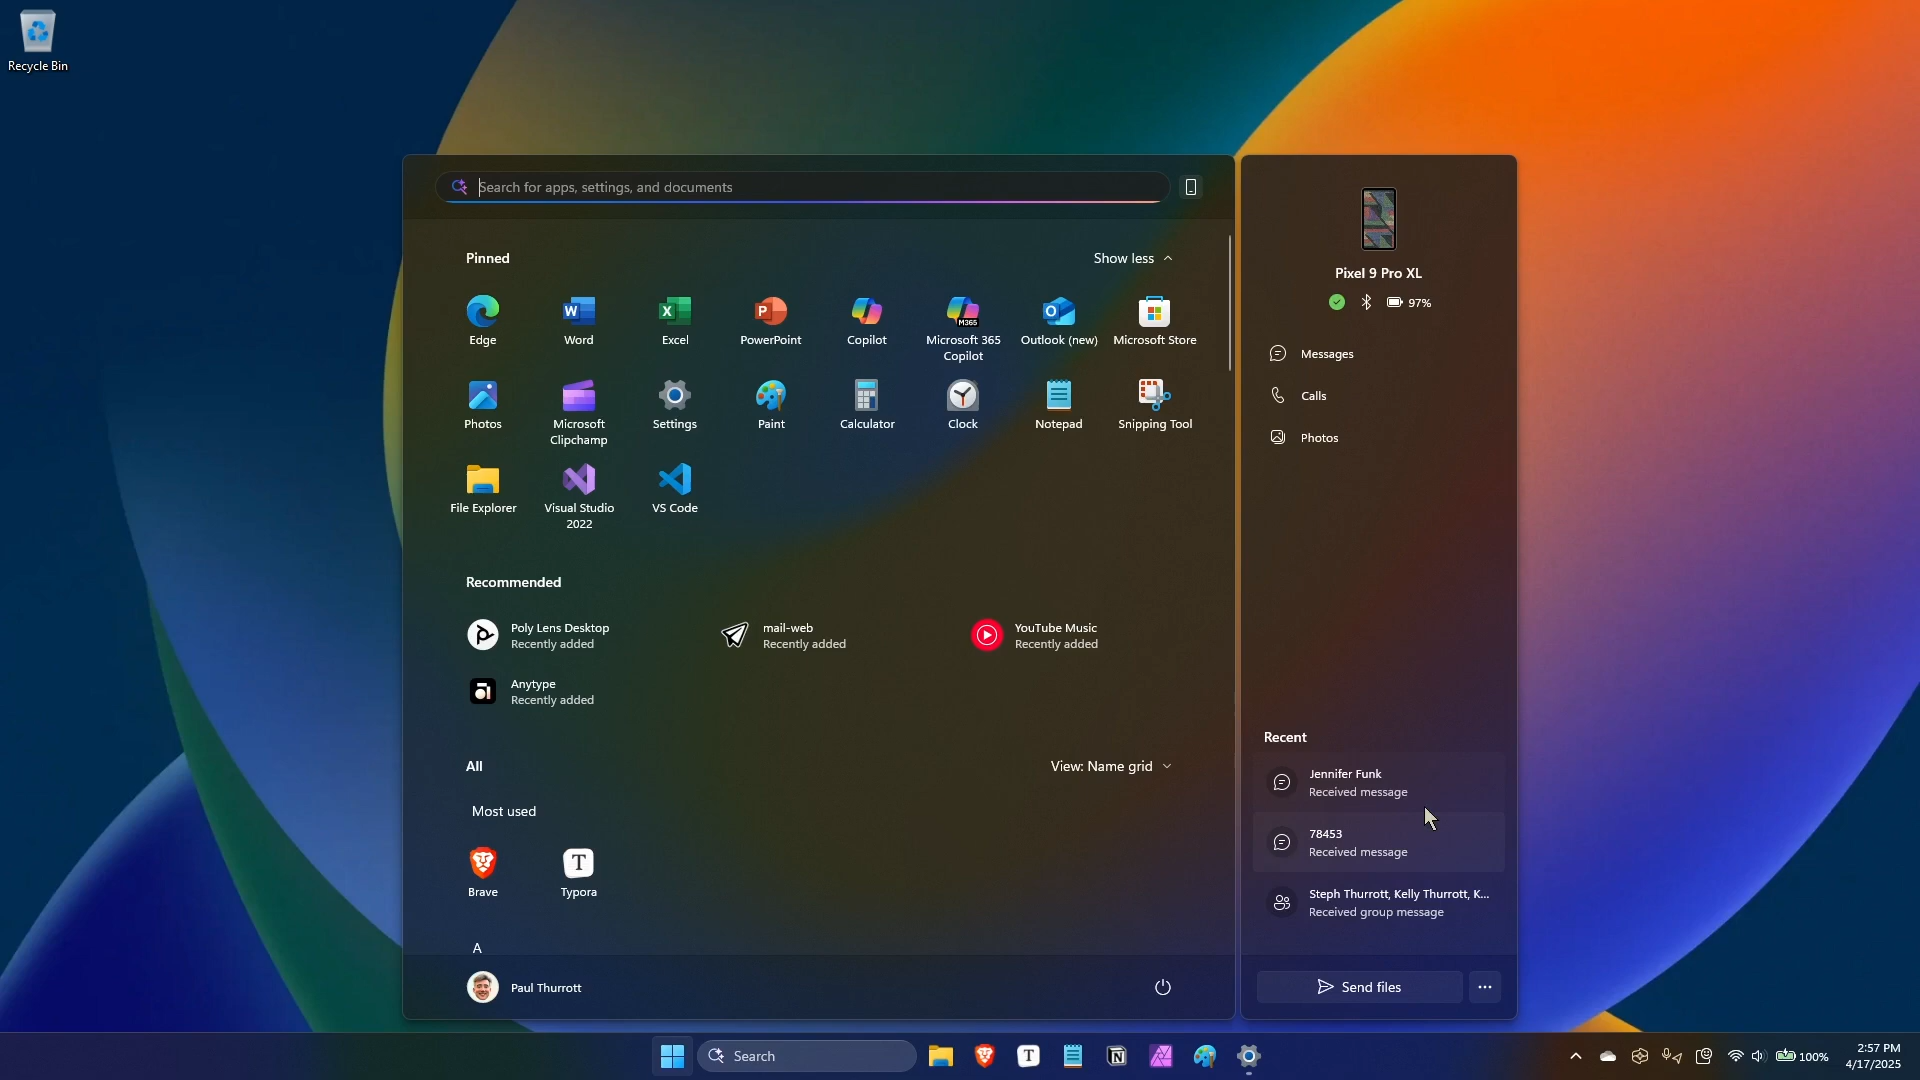 Recycle Bin
Search for apps, settings, and documents
Pinned
Show less
Edge
Word
Excel
PowerPoint
Copilot
Microsoft 365
Copilot
Outlook (new)
Microsoft Store
Photos
Microsoft
Clipchamp
Settings
Paint
Calculator
Clock
Notepad
Snipping Tool
File Explorer
Visual Studio
2022
VS Code
Recommended
Poly Lens Desktop
Recently added
mail-web
Recently added
YouTube Music
Recently added
Anytype
Recently added
All
View: Name grid
Most used
Brave
Typora
A
Paul Thurrott
Pixel 9 Pro XL
97%
Messages
Calls
Photos
Recent
Jennifer Funk
Received message
78453
Received message
Steph Thurrott, Kelly Thurrott, K...
Received group message
Send files
Search
100%
2:57 PM
4/17/2025